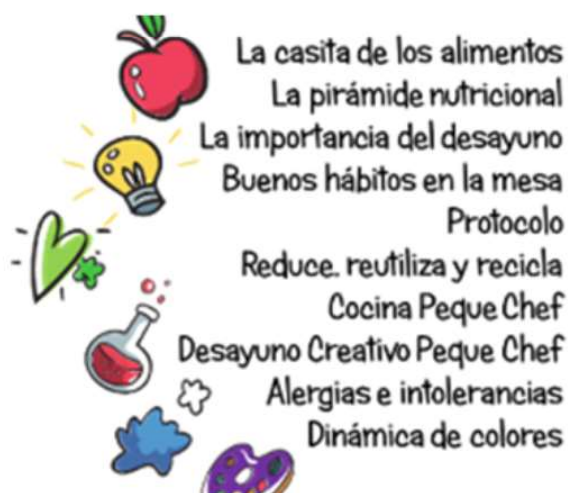 La casita de los alimentos
La pirámide nutricional
La importancia del desayuno
Buenos hábitos en la mesa
Protocolo
Reduce. reutiliza y recicla
Cocina Peque Chef
Desayuno Creativo Peque Chef
Alergias e intolerancias
Dinámica de colores